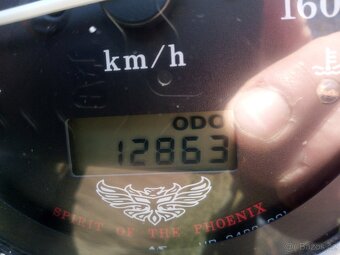 160
km/h
ODO
12863
SPIRIT OF THE PHOENIX